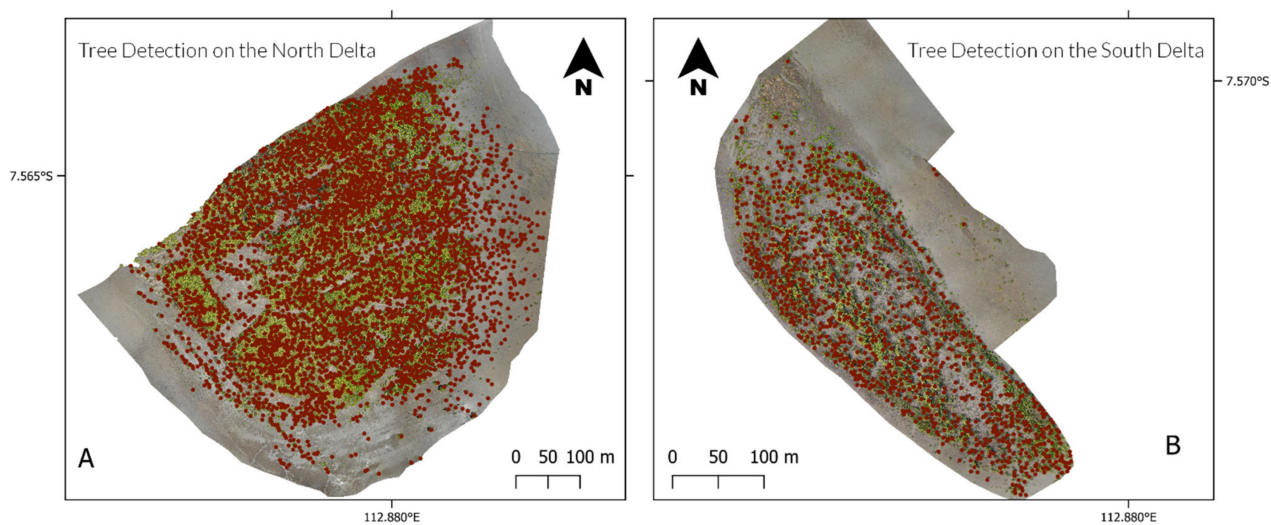 Tree Detection on the North Delta
N
7.565°S
A
0 50 100 m
112.880°E
Tree Detection on the South Delta
N
7.570°S
B
0 50 100 m
112.880°E